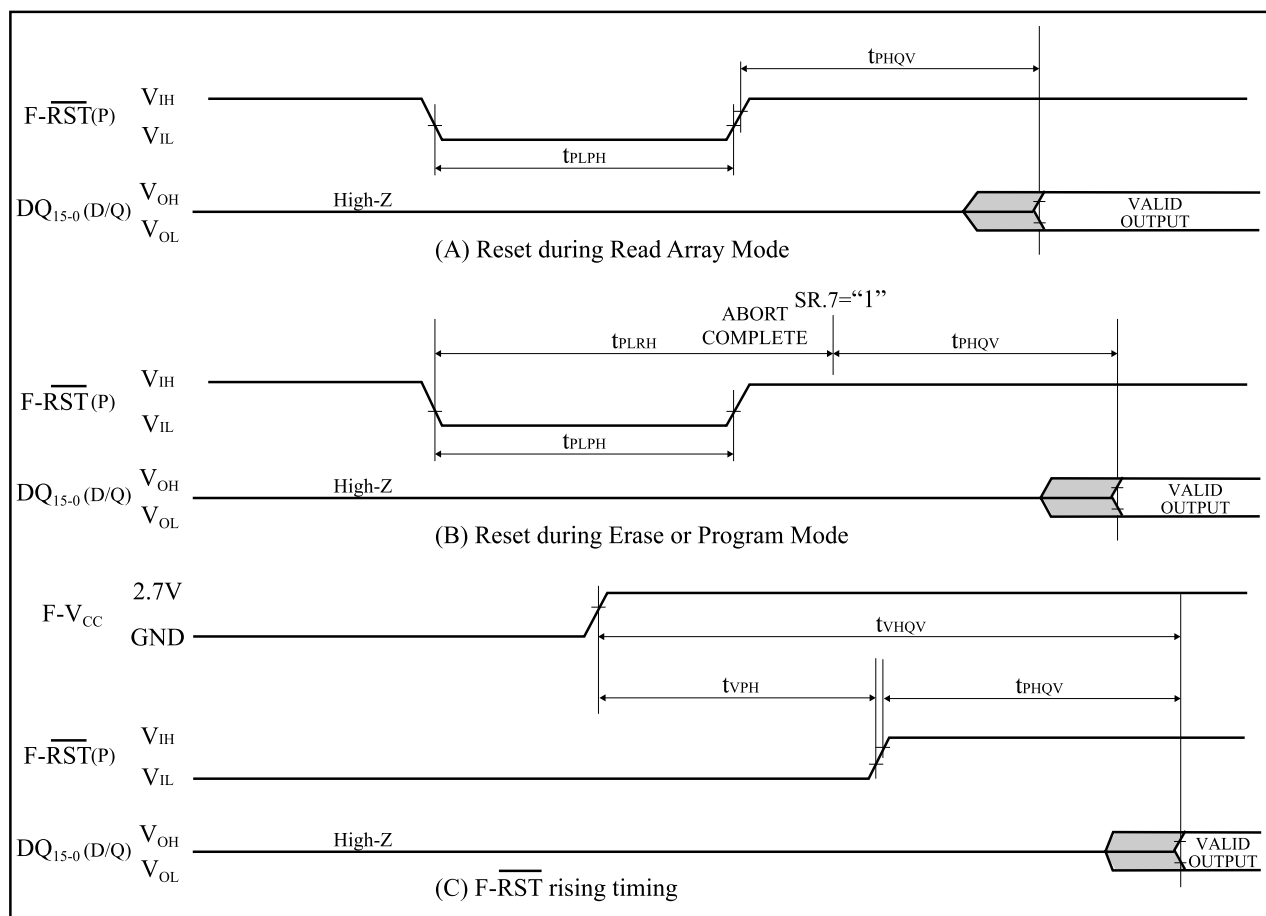 tPHQV
F-RST(P)
VIH
VIL
tPLPH
DQ15-0 (D/Q)
VOH
VOL
High-Z
VALID
OUTPUT
(A) Reset during Read Array Mode
SR.7=“1”
ABORT
COMPLETE
tPLRH
tPHQV
F-RST(P)
VIH
VIL
tPLPH
DQ15-0 (D/Q)
VOH
VOL
High-Z
VALID
OUTPUT
(B) Reset during Erase or Program Mode
F-VCC
2.7V
GND
tVHQV
tVPH
tPHQV
F-RST(P)
VIH
VIL
DQ15-0 (D/Q)
VOH
VOL
High-Z
VALID
OUTPUT
(C) F-RST rising timing